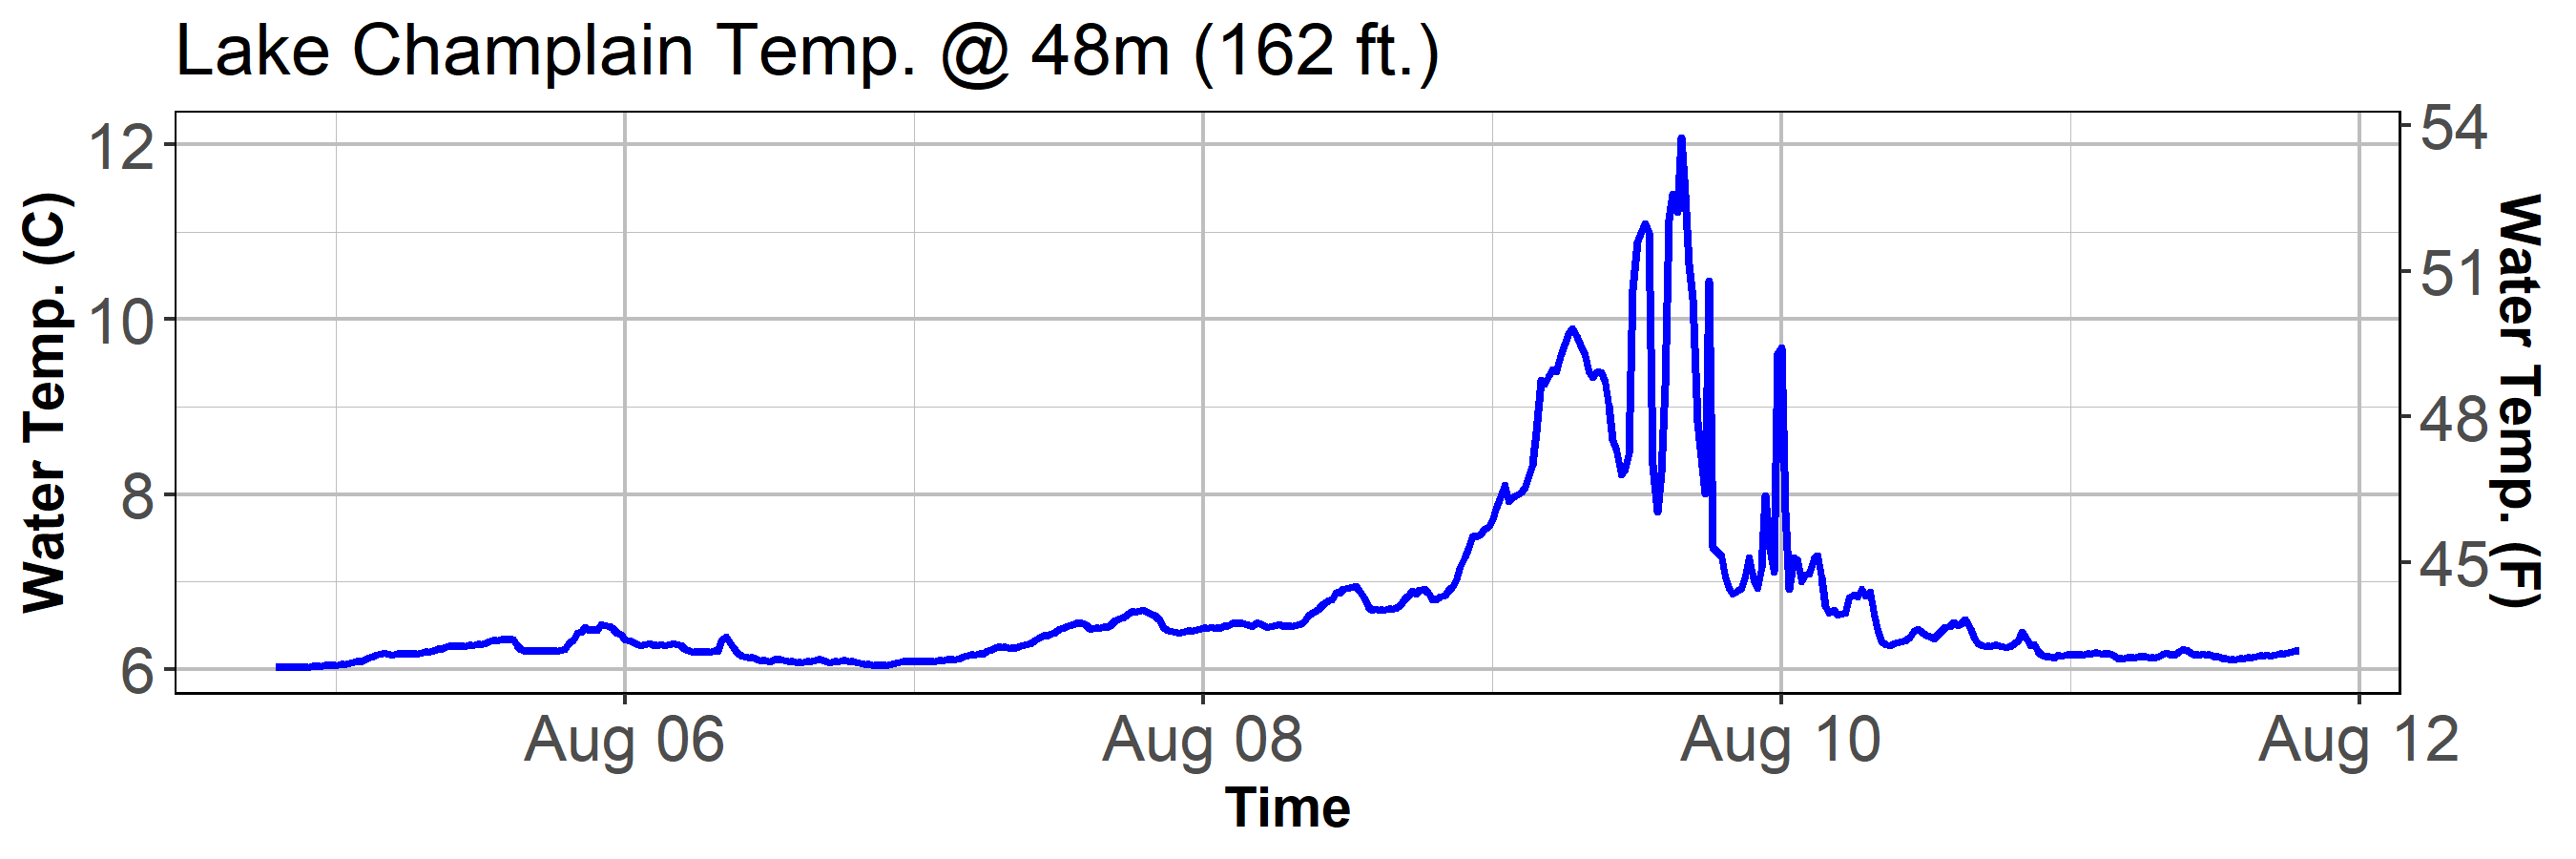 Lake Champlain Temp. @ 48m (162 ft.)
Water Temp. (C)
12
10
8
6
54
51
48
45
Water Temp. (F)
Aug 06
Aug 08
Aug 10
Aug 12
Time